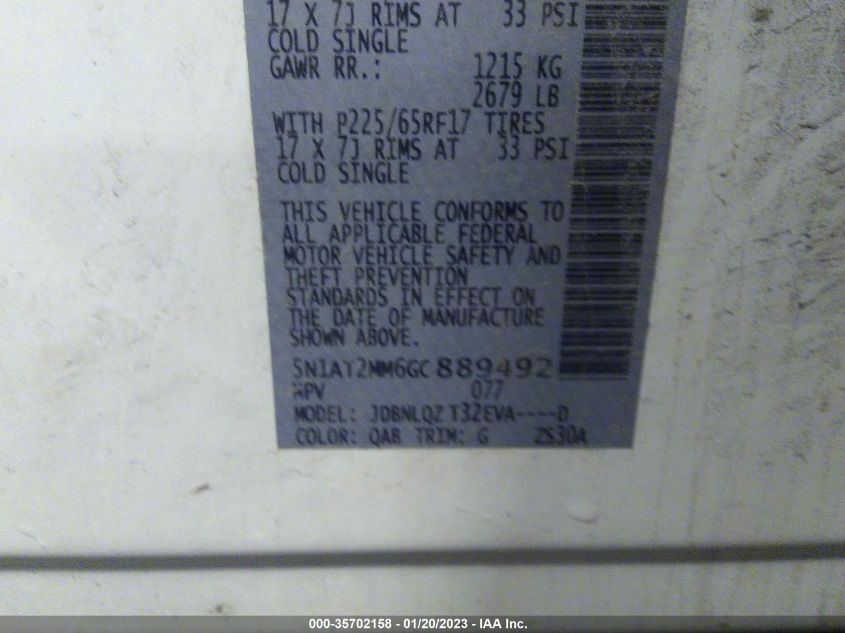 17 X 7J RIMS AT 33 PSI
COLD SINGLE
GAWR RR.: 1215 KG
2679 LB
WITH P225/65RF17 TIRES
17 X 7J RIMS AT 33 PSI
COLD SINGLE
THIS VEHICLE CONFORMS TO
ALL APPLICABLE FEDERAL
MOTOR VEHICLE SAFETY AND
THEFT PREVENTION
STANDARDS IN EFFECT ON
THE DATE OF MANUFACTURE
SHOWN ABOVE.
5N1AT2MM6GC889492
MPV 077
MODEL: JDBNLQZ T32EVA----D
COLOR: QAB TRIM: G ZS30A
000-35702158 - 01/20/2023 - IAA Inc.